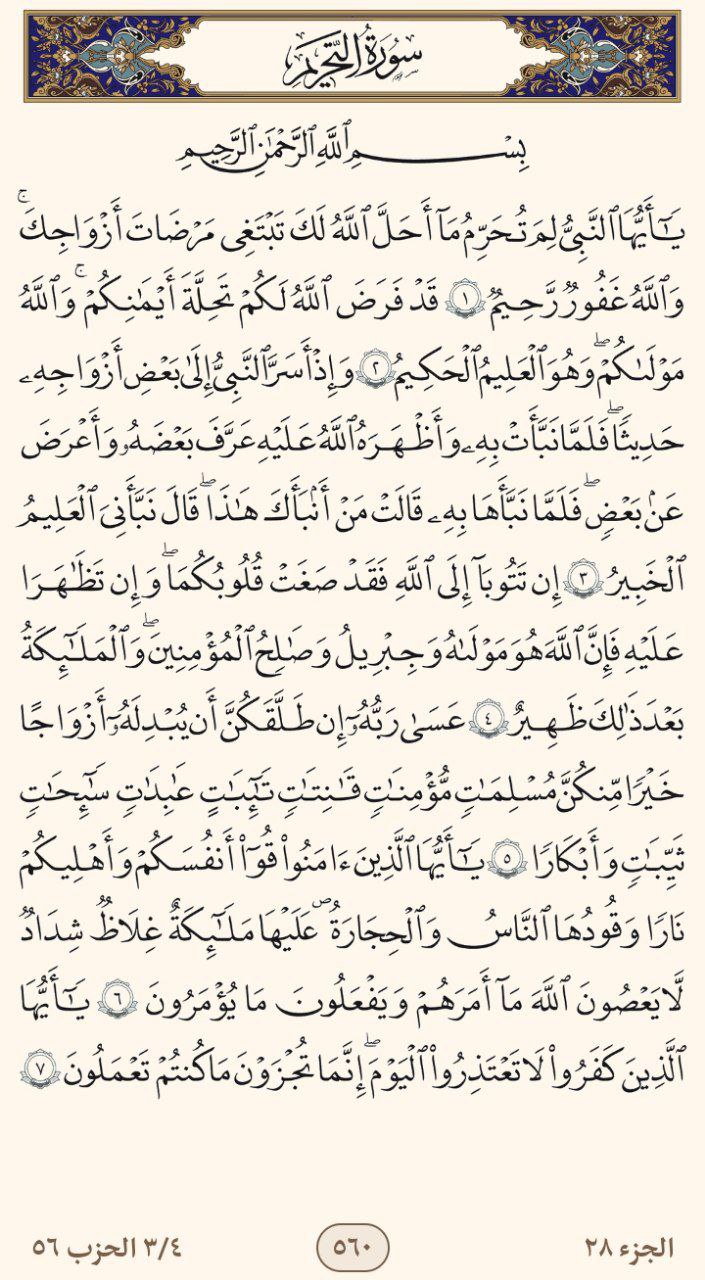 سُورَةُ التَّحْرِيمِ
بِسْمِ ٱللَّهِ ٱلرَّحْمَٰنِ ٱلرَّحِيمِ
يَٰٓأَيُّهَا ٱلنَّبِيُّ لِمَ تُحَرِّمُ مَآ أَحَلَّ ٱللَّهُ لَكَ تَبْتَغِى مَرْضَاتَ أَزْوَٰجِكَ ۚ
وَٱللَّهُ غَفُورٌ رَّحِيمٌ ١ قَدْ فَرَضَ ٱللَّهُ لَكُمْ تَحِلَّةَ أَيْمَٰنِكُمْ ۚ وَٱللَّهُ
مَوْلَىٰكُمْ ۖ وَهُوَ ٱلْعَلِيمُ ٱلْحَكِيمُ ٢ وَإِذْ أَسَرَّ ٱلنَّبِيُّ إِلَىٰ بَعْضِ أَزْوَٰجِهِۦ
حَدِيثًا ۖ فَلَمَّا نَبَّأَتْ بِهِۦ وَأَظْهَرَهُ ٱللَّهُ عَلَيْهِ عَرَّفَ بَعْضَهُۥ وَأَعْرَضَ
عَنۢ بَعْضٍ ۖ فَلَمَّا نَبَّأَهَا بِهِۦ قَالَتْ مَنْ أَنۢبَأَكَ هَٰذَا ۖ قَالَ نَبَّأَنِىَ ٱلْعَلِيمُ
ٱلْخَبِيرُ ٣ إِن تَتُوبَآ إِلَى ٱللَّهِ فَقَدْ صَغَتْ قُلُوبُكُمَا ۖ وَإِن تَظَٰهَرَا
عَلَيْهِ فَإِنَّ ٱللَّهَ هُوَ مَوْلَىٰهُ وَجِبْرِيلُ وَصَٰلِحُ ٱلْمُؤْمِنِينَ ۖ وَٱلْمَلَٰٓئِكَةُ
بَعْدَ ذَٰلِكَ ظَهِيرٌ ٤ عَسَىٰ رَبُّهُۥٓ إِن طَلَّقَكُنَّ أَن يُبْدِلَهُۥٓ أَزْوَٰجًا
خَيْرًا مِّنكُنَّ مُسْلِمَٰتٍ مُّؤْمِنَٰتٍ قَٰنِتَٰتٍ تَٰٓئِبَٰتٍ عَٰبِدَٰتٍ سَٰٓئِحَٰتٍ
ثَيِّبَٰتٍ وَأَبْكَارًا ٥ يَٰٓأَيُّهَا ٱلَّذِينَ ءَامَنُوا۟ قُوٓا۟ أَنفُسَكُمْ وَأَهْلِيكُمْ
نَارًا وَقُودُهَا ٱلنَّاسُ وَٱلْحِجَارَةُ ۗ عَلَيْهَا مَلَٰٓئِكَةٌ غِلَاظٌ شِدَادٌ
لَّا يَعْصُونَ ٱللَّهَ مَآ أَمَرَهُمْ وَيَفْعَلُونَ مَا يُؤْمَرُونَ ٦ يَٰٓأَيُّهَا
ٱلَّذِينَ كَفَرُوا۟ لَا تَعْتَذِرُوا۟ ٱلْيَوْمَ ۖ إِنَّمَا تُجْزَوْنَ مَا كُنتُمْ تَعْمَلُونَ ٧
الجزء ٢٨ ٥٦٠ ٣/٤ الحزب ٥٦